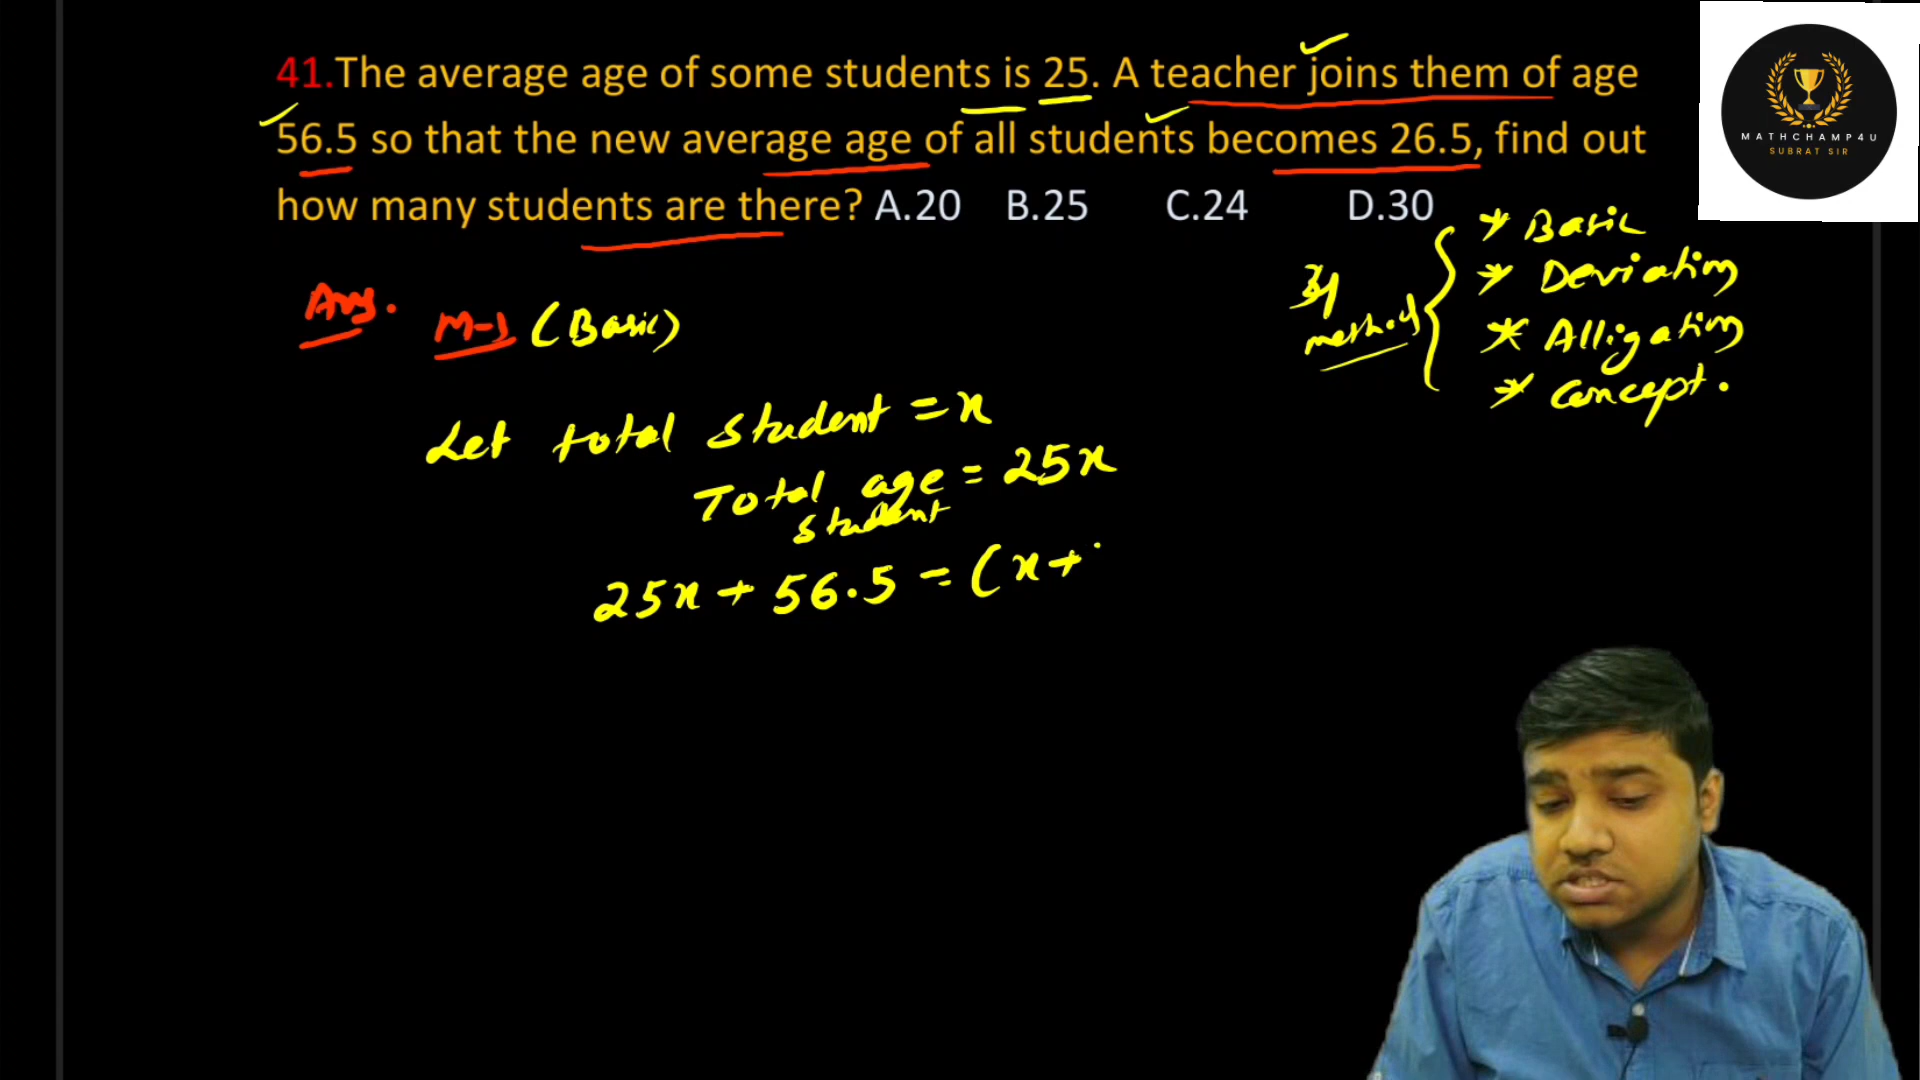 41.The average age of some students is 25. A teacher joins them of age
56.5 so that the new average age of all students becomes 26.5, find out
how many students are there? A.20 B.25 C.24 D.30
MATHCHAMP4U
SUBRAT SIR
Ans.
M-1 (Basic)
method
* Basic
* Deviation
* Alligation
* Concept.
Let total student = x
Total age = 25x
student
25x + 56.5 = (x +